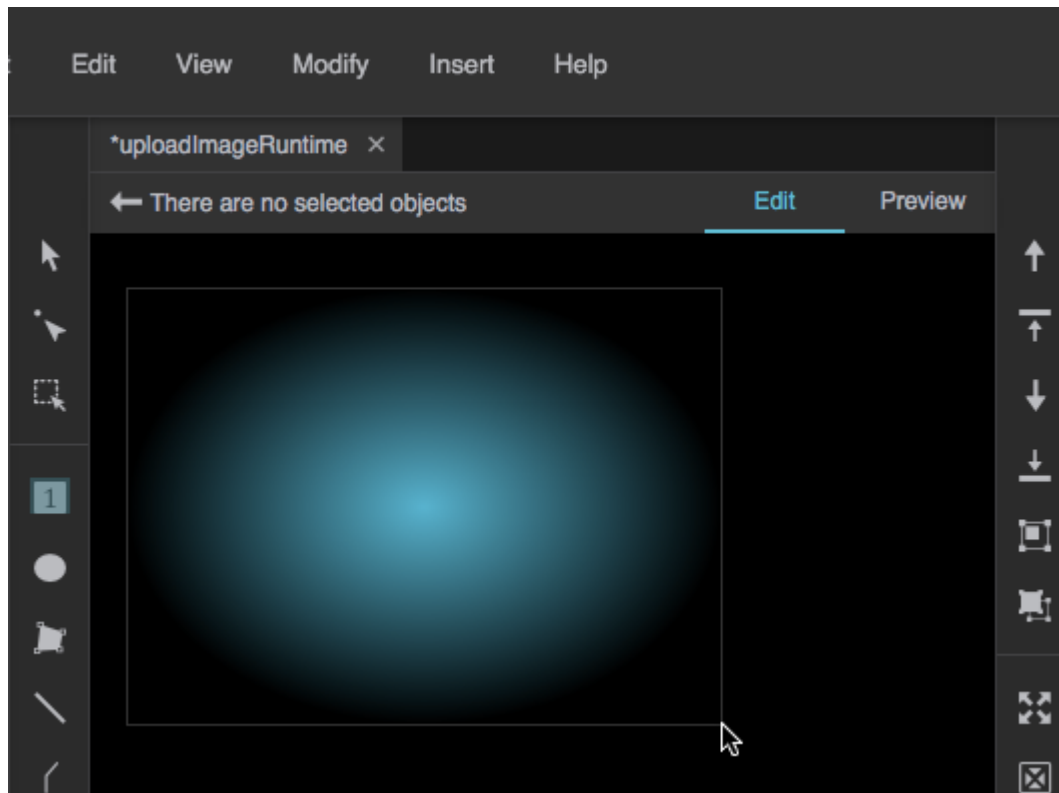 Edit View Modify Insert Help
*uploadImageRuntime ×
There are no selected objects Edit Preview
1